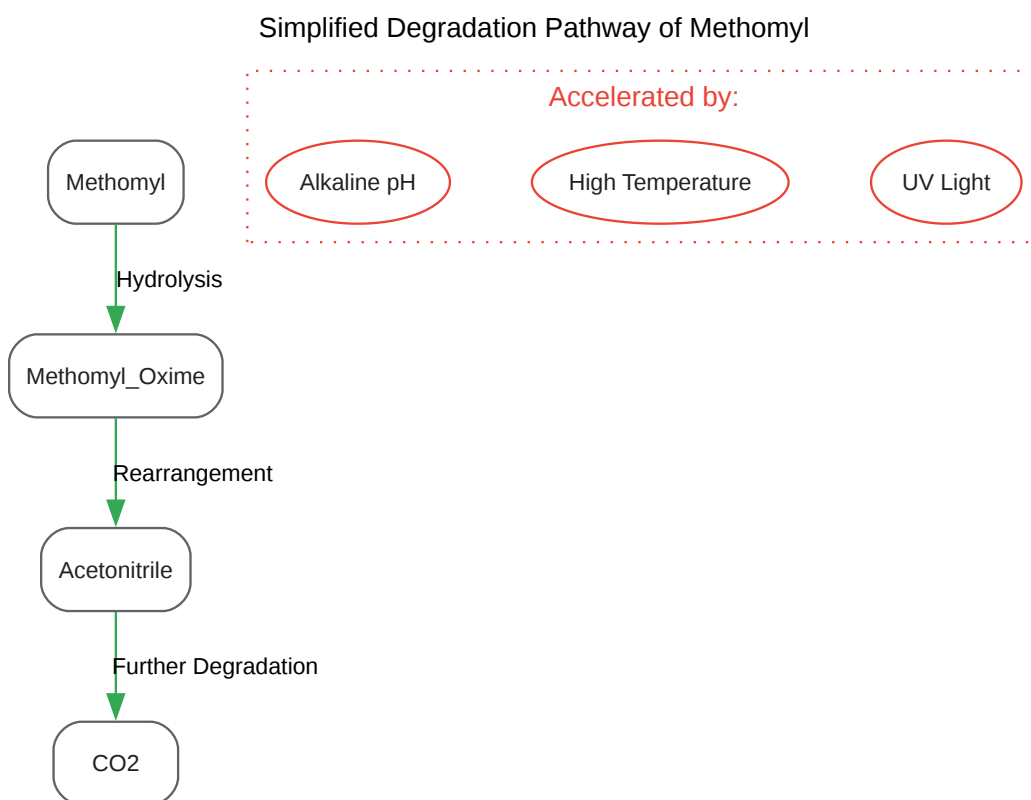 Simplified Degradation Pathway of Methomyl
Accelerated by:
Methomyl
Alkaline pH
High Temperature
UV Light
Hydrolysis
Methomyl_Oxime
Rearrangement
Acetonitrile
Further Degradation
CO2